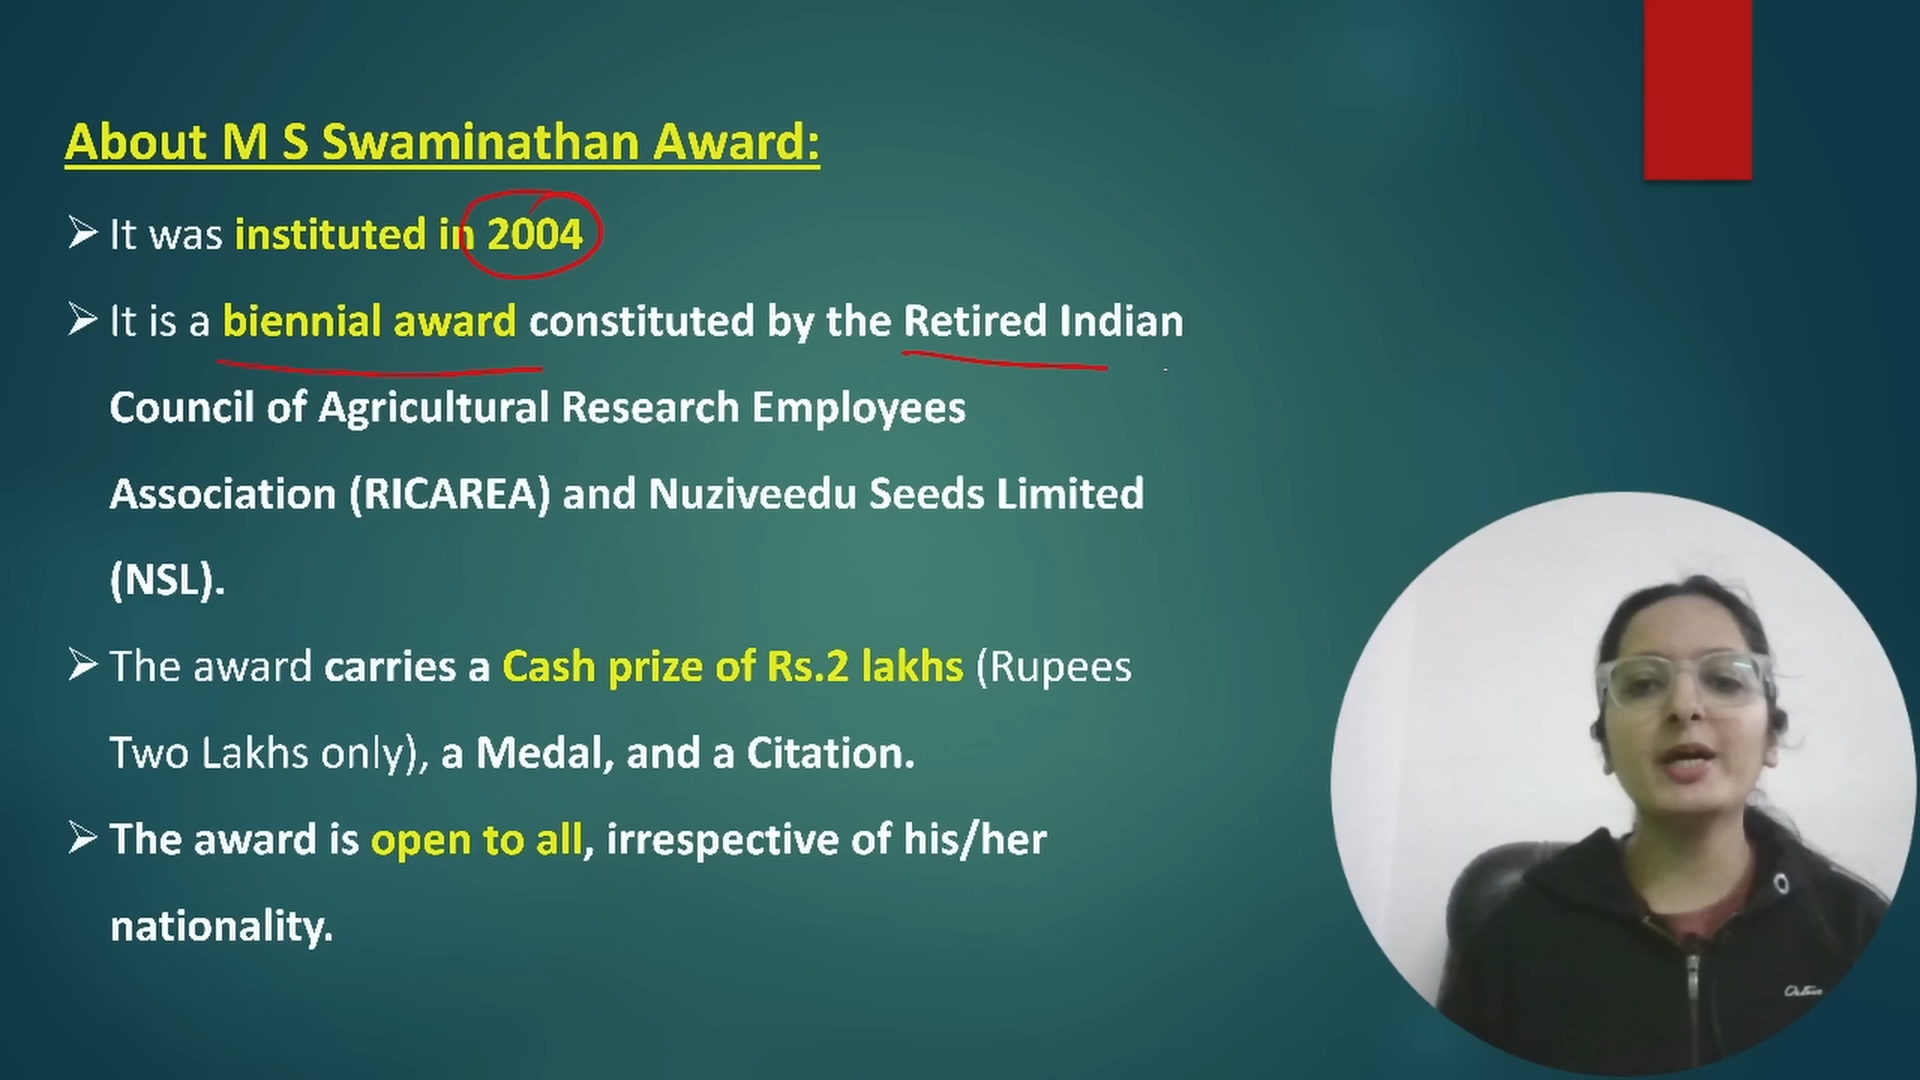 About M S Swaminathan Award:
➢ It was instituted in 2004
➢ It is a biennial award constituted by the Retired Indian
Council of Agricultural Research Employees
Association (RICAREA) and Nuziveedu Seeds Limited
(NSL).
➢ The award carries a Cash prize of Rs.2 lakhs (Rupees
Two Lakhs only), a Medal, and a Citation.
➢ The award is open to all, irrespective of his/her
nationality.